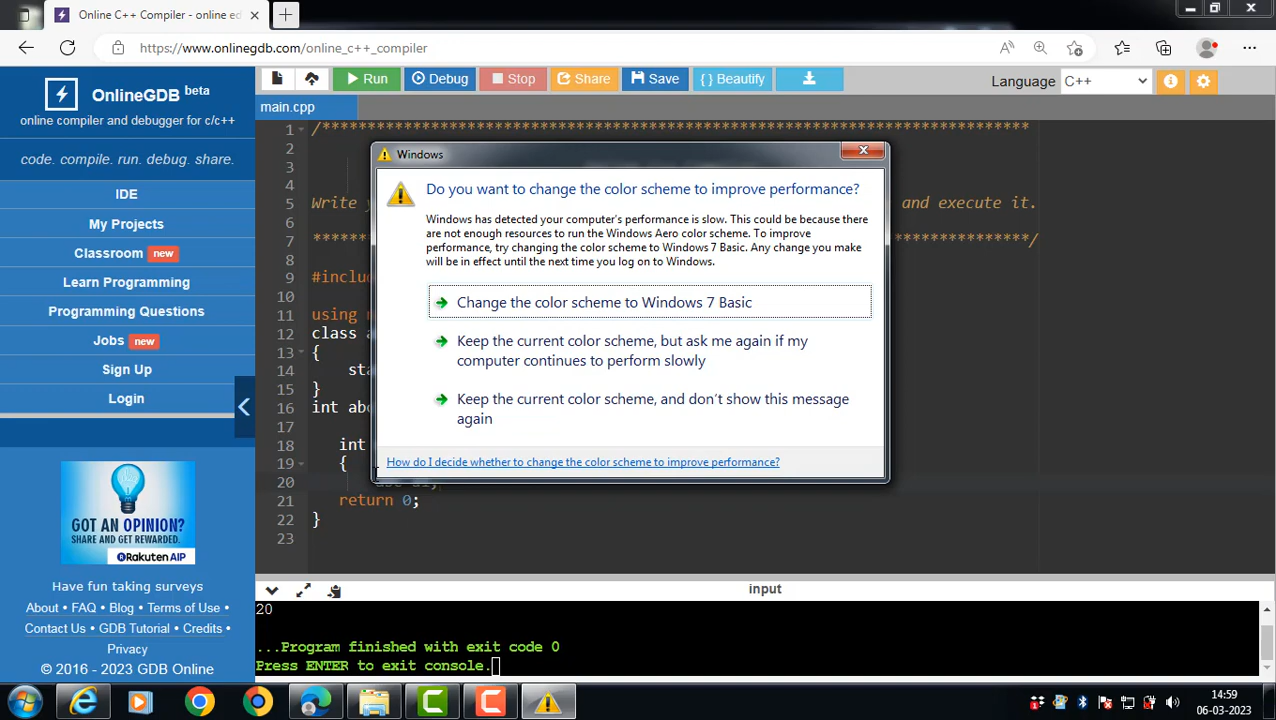 Online C++ Compiler - online ed
https://www.onlinegdb.com/online_c++_compiler
OnlineGDB beta
online compiler and debugger for c/c++
code. compile. run. debug. share.
IDE
My Projects
Classroom new
Learn Programming
Programming Questions
Jobs new
Sign Up
Login
GOT AN OPINION?
SHARE AND GET REWARDED.
Rakuten AIP
Have fun taking surveys
About • FAQ • Blog • Terms of Use •
Contact Us • GDB Tutorial • Credits •
Privacy
© 2016 - 2023 GDB Online
Run Debug Stop Share Save { } Beautify
Language C++
main.cpp
1 /******************************************************************************
2
3
4
5 Write and execute it.
6
7 *******************************************************************************/
8
9 #includ
10
11 using
12 class
13 {
14
15 }
16 int
17
18 int
19 {
20
21 return 0;
22 }
23
Windows
Do you want to change the color scheme to improve performance?
Windows has detected your computer's performance is slow. This could be because there
are not enough resources to run the Windows Aero color scheme. To improve
performance, try changing the color scheme to Windows 7 Basic. Any change you make
will be in effect until the next time you log on to Windows.
Change the color scheme to Windows 7 Basic
Keep the current color scheme, but ask me again if my
computer continues to perform slowly
Keep the current color scheme, and don't show this message
again
How do I decide whether to change the color scheme to improve performance?
input
20
...Program finished with exit code 0
Press ENTER to exit console.
14:59
06-03-2023